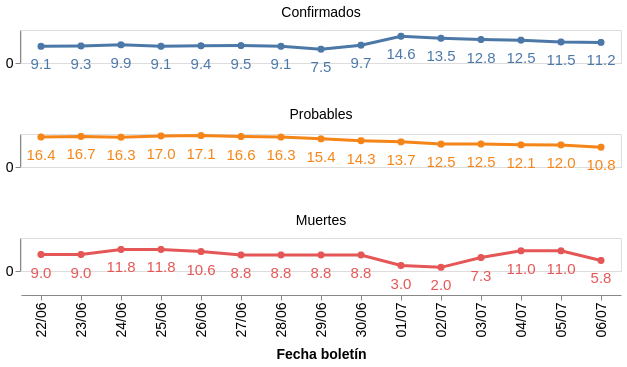 Confirmados
0
9.1 9.3 9.9 9.1 9.4 9.5 9.1 7.5 9.7 14.6 13.5 12.8 12.5 11.5 11.2
Probables
0
16.4 16.7 16.3 17.0 17.1 16.6 16.3 15.4 14.3 13.7 12.5 12.5 12.1 12.0 10.8
Muertes
0
9.0 9.0 11.8 11.8 10.6 8.8 8.8 8.8 8.8 3.0 2.0 7.3 11.0 11.0 5.8
22/06 23/06 24/06 25/06 26/06 27/06 28/06 29/06 30/06 01/07 02/07 03/07 04/07 05/07 06/07
Fecha boletín